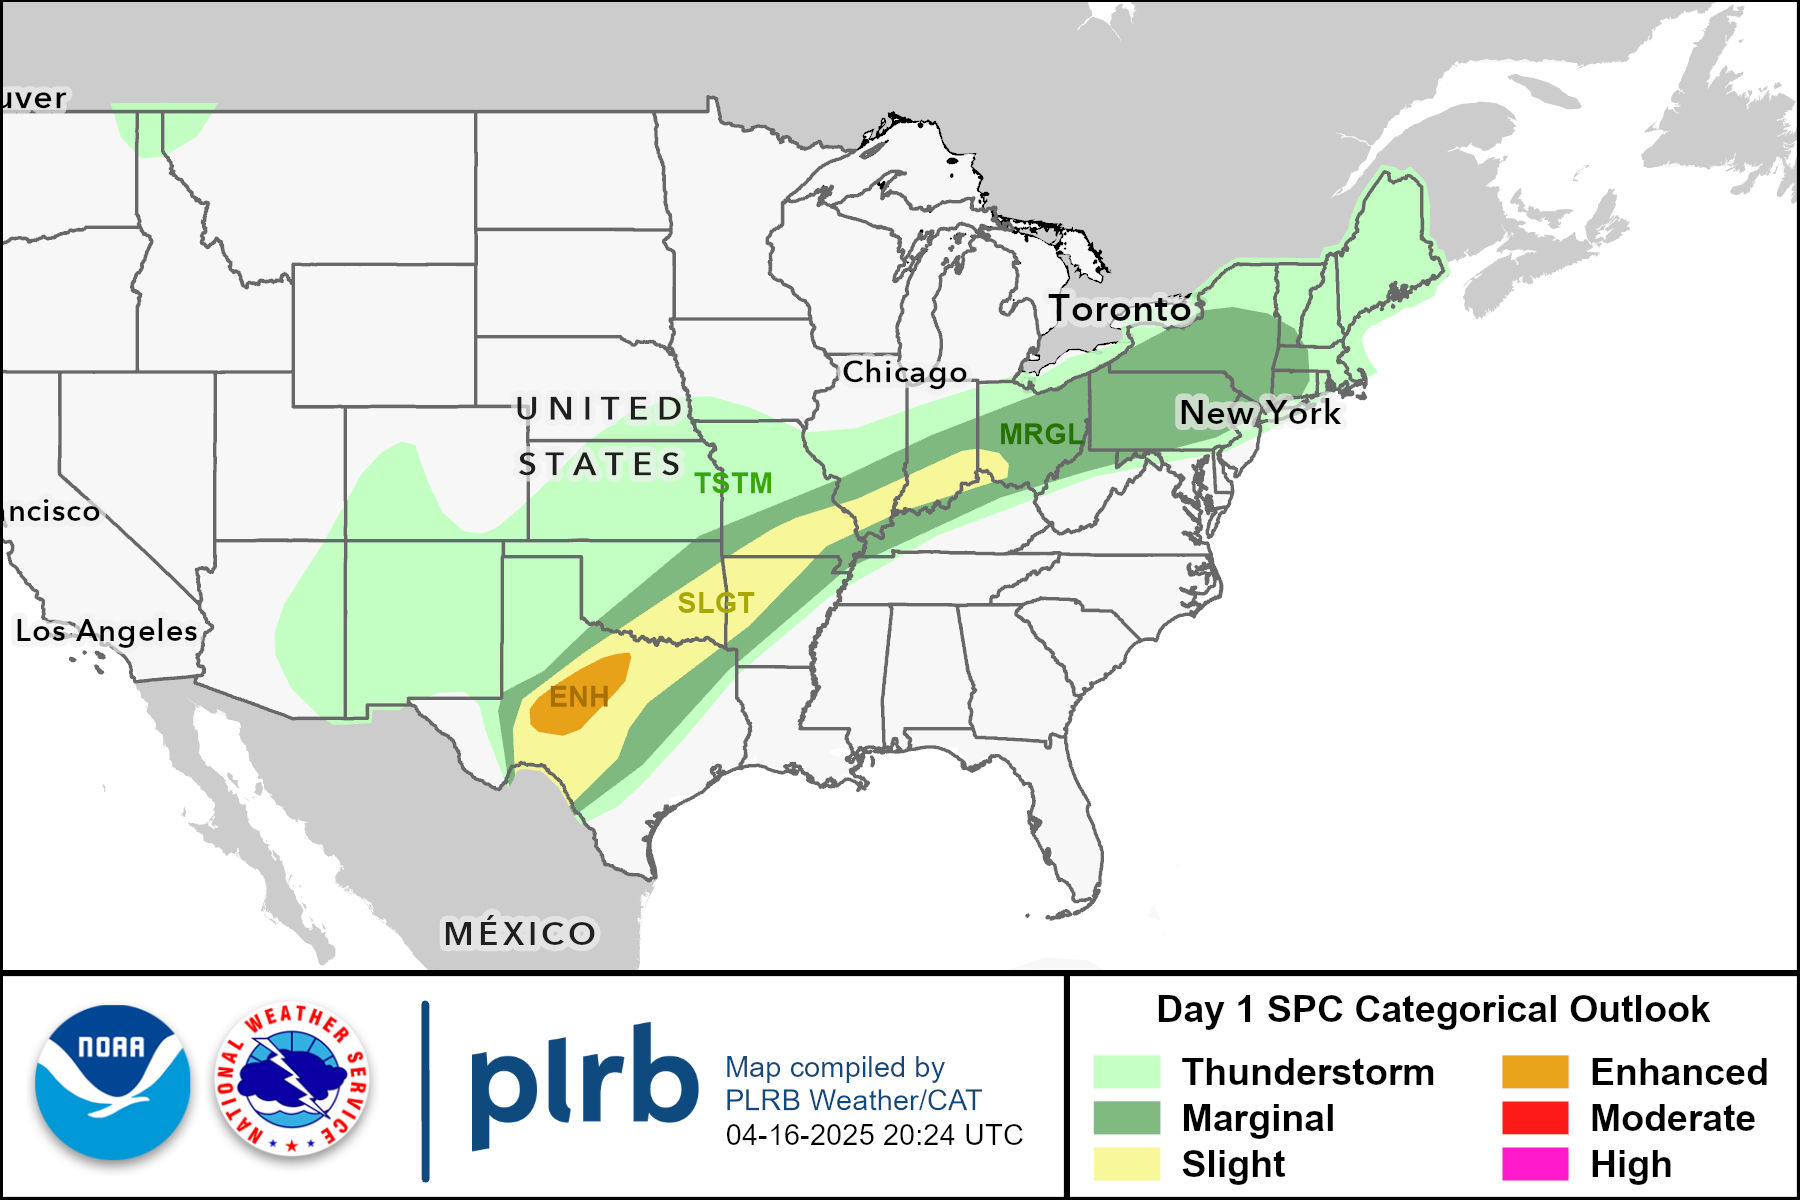 uver
Toronto
Chicago
UNITED
STATES
New York
MRGL
TSTM
ncisco
SLGT
Los Angeles
ENH
MÉXICO
NOAA
NATIONAL WEATHER SERVICE
plrb
Map compiled by
PLRB Weather/CAT
04-16-2025 20:24 UTC
Day 1 SPC Categorical Outlook
Thunderstorm
Marginal
Slight
Enhanced
Moderate
High